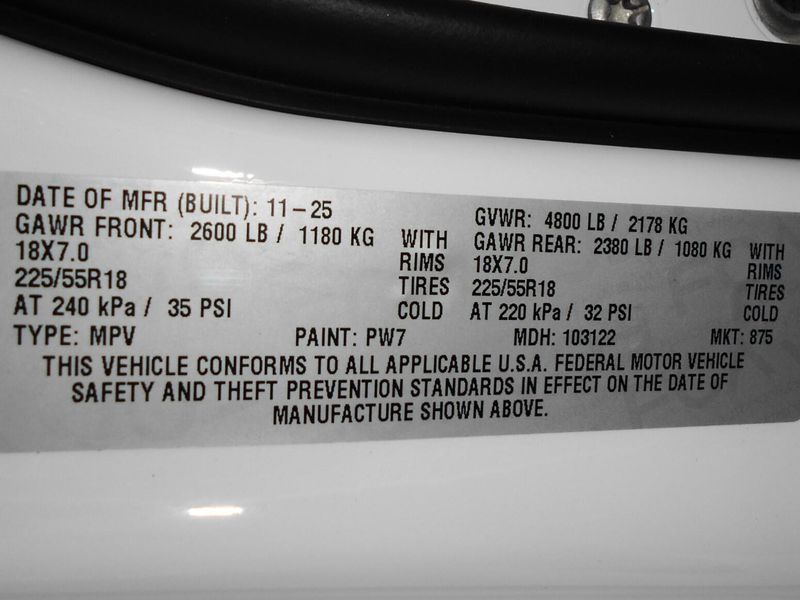 DATE OF MFR (BUILT): 11-25 GVWR: 4800 LB / 2178 KG
GAWR FRONT: 2600 LB / 1180 KG WITH GAWR REAR: 2380 LB / 1080 KG WITH
18X7.0 RIMS 18X7.0 RIMS
225/55R18 TIRES 225/55R18 TIRES
AT 240 kPa / 35 PSI COLD AT 220 kPa / 32 PSI COLD
TYPE: MPV PAINT: PW7 MDH: 103122 MKT: 875
THIS VEHICLE CONFORMS TO ALL APPLICABLE U.S.A. FEDERAL MOTOR VEHICLE
SAFETY AND THEFT PREVENTION STANDARDS IN EFFECT ON THE DATE OF
MANUFACTURE SHOWN ABOVE.